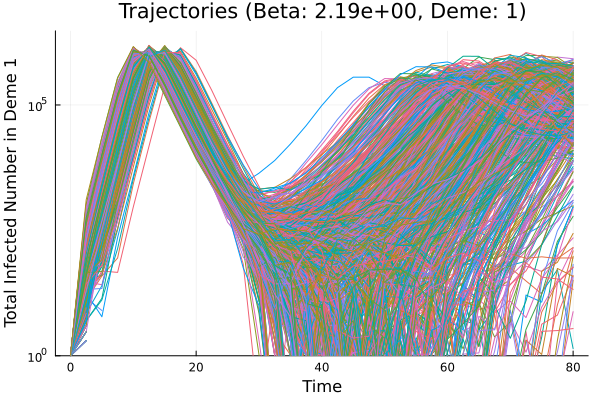 Trajectories (Beta: 2.19e+00, Deme: 1)
Total Infected Number in Deme 1
10^5
10^0
0 20 40 60 80
Time